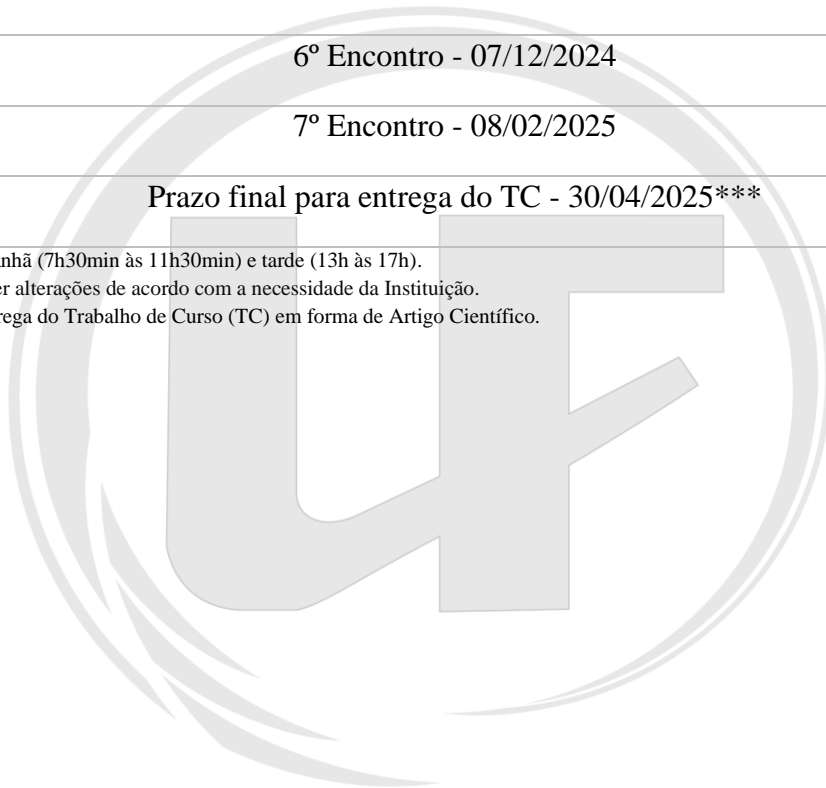 6º Encontro - 07/12/2024
7º Encontro - 08/02/2025
Prazo final para entrega do TC - 30/04/2025***
nhã (7h30min às 11h30min) e tarde (13h às 17h).
er alterações de acordo com a necessidade da Instituição.
rega do Trabalho de Curso (TC) em forma de Artigo Científico.
UF